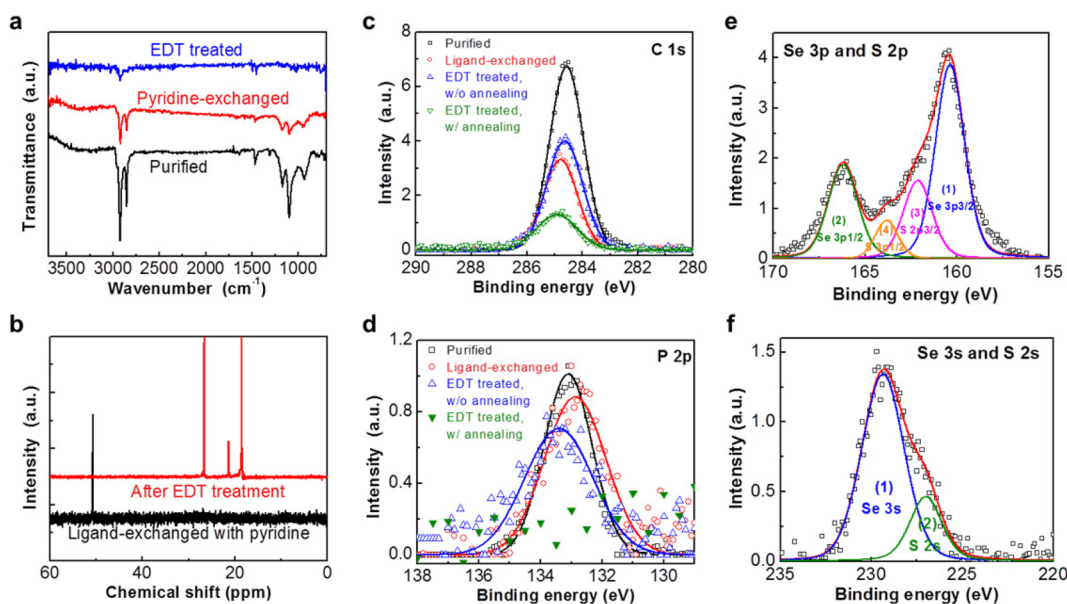 a
EDT treated
Pyridine-exchanged
Purified
Transmittance (a.u.)
3500 3000 2500 2000 1500 1000
Wavenumber (cm-1)
b
After EDT treatment
Ligand-exchanged with pyridine
Intensity (a.u.)
60 40 20 0
Chemical shift (ppm)
c
C 1s
Purified
Ligand-exchanged
EDT treated,
w/o annealing
EDT treated,
w/ annealing
Intensity (a.u.)
8
6
4
2
0
290 288 286 284 282 280
Binding energy (eV)
d
P 2p
Purified
Ligand-exchanged
EDT treated,
w/o annealing
EDT treated,
w/ annealing
Intensity (a.u.)
1.2
0.8
0.4
0.0
138 136 134 132 130
Binding energy (eV)
e
Se 3p and S 2p
(1)
Se 3p3/2
(2)
Se 3p1/2
(3)
S 2p3/2
(4)
S 3p1/2
Intensity (a.u.)
4
3
2
1
0
170 165 160 155
Binding energy (eV)
f
Se 3s and S 2s
(1)
Se 3s
(2)
S 2s
Intensity (a.u.)
1.5
1.0
0.5
0.0
235 230 225 220
Binding energy (eV)